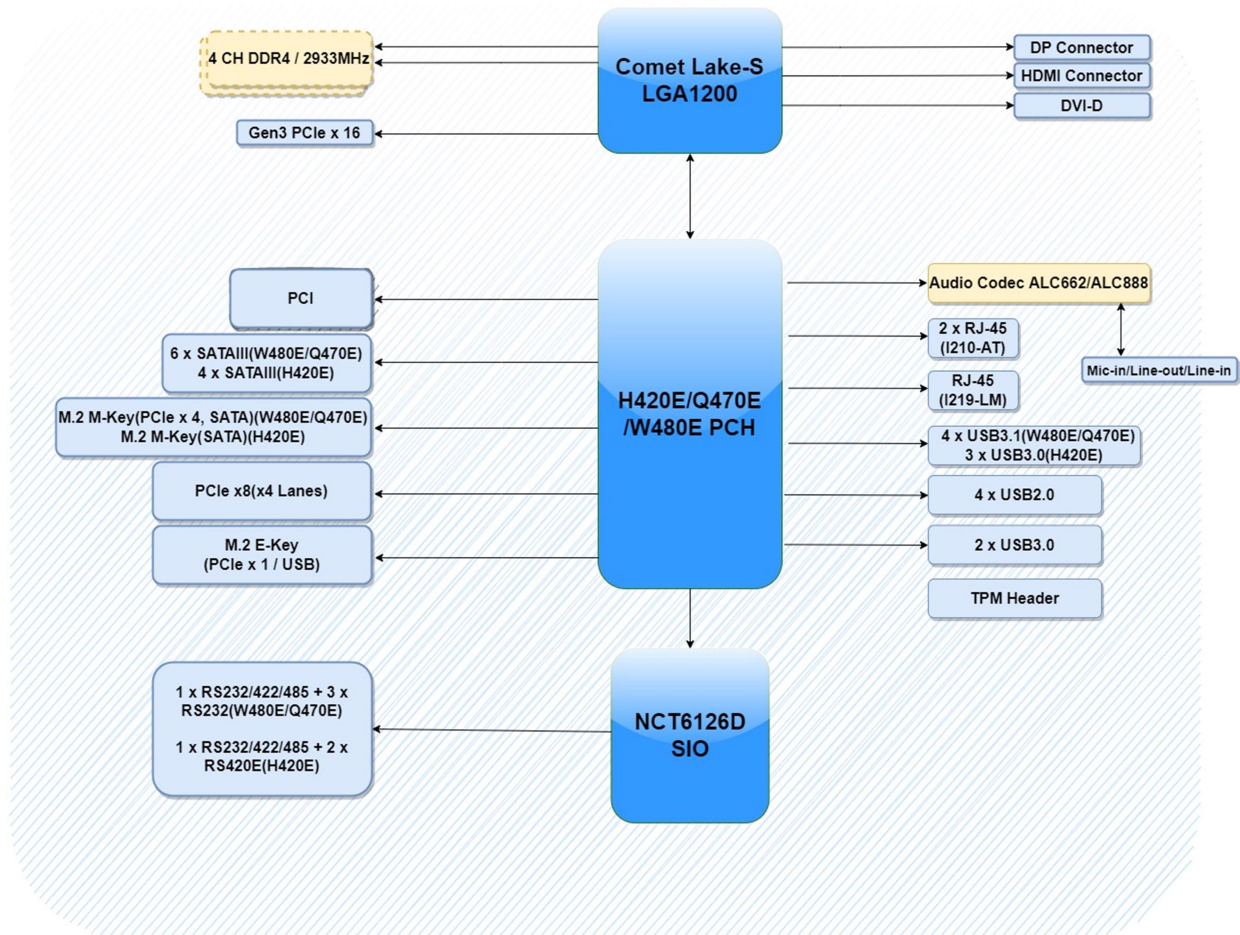 4 CH DDR4 / 2933MHz
Gen3 PCIe x 16
Comet Lake-S
LGA1200
DP Connector
HDMI Connector
DVI-D
PCI
6 x SATAIII(W480E/Q470E)
4 x SATAIII(H420E)
M.2 M-Key(PCIe x 4, SATA)(W480E/Q470E)
M.2 M-Key(SATA)(H420E)
PCIe x8(x4 Lanes)
M.2 E-Key
(PCIe x 1 / USB)
H420E/Q470E
/W480E PCH
Audio Codec ALC662/ALC888
2 x RJ-45
(I210-AT)
Mic-in/Line-out/Line-in
RJ-45
(I219-LM)
4 x USB3.1(W480E/Q470E)
3 x USB3.0(H420E)
4 x USB2.0
2 x USB3.0
TPM Header
1 x RS232/422/485 + 3 x
RS232(W480E/Q470E)
1 x RS232/422/485 + 2 x
RS420E(H420E)
NCT6126D
SIO